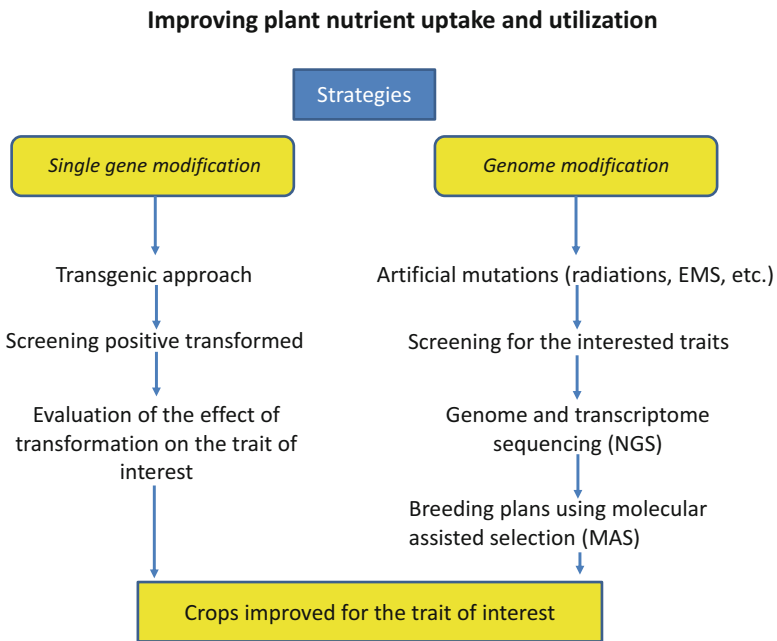 Improving plant nutrient uptake and utilization
Strategies
Single gene modification
Transgenic approach
Screening positive transformed
Evaluation of the effect of
transformation on the trait of
interest
Genome modification
Artificial mutations (radiations, EMS, etc.)
Screening for the interested traits
Genome and transcriptome
sequencing (NGS)
Breeding plans using molecular
assisted selection (MAS)
Crops improved for the trait of interest